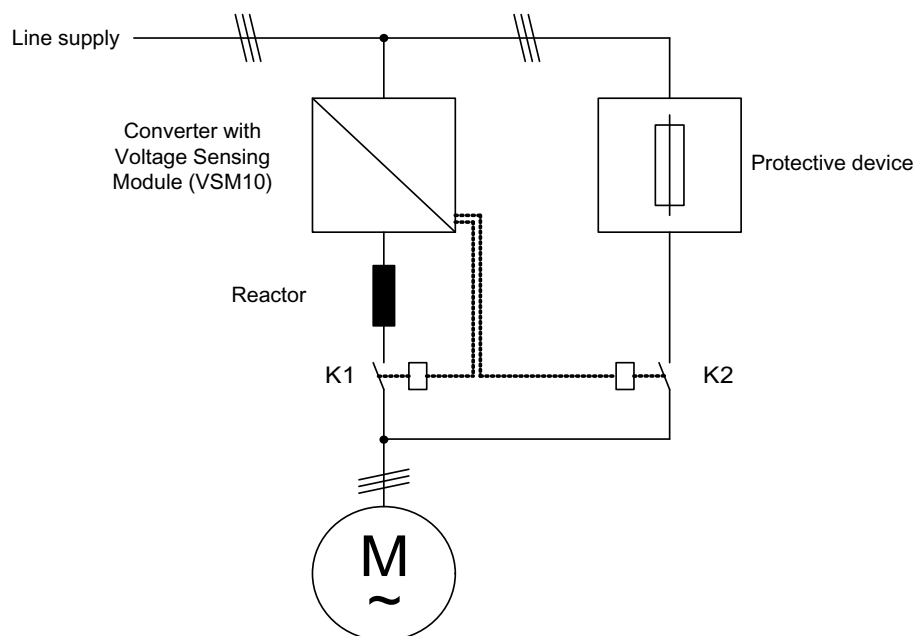 Line supply
Converter with
Voltage Sensing
Module (VSM10)
Protective device
Reactor
K1
K2
M
~